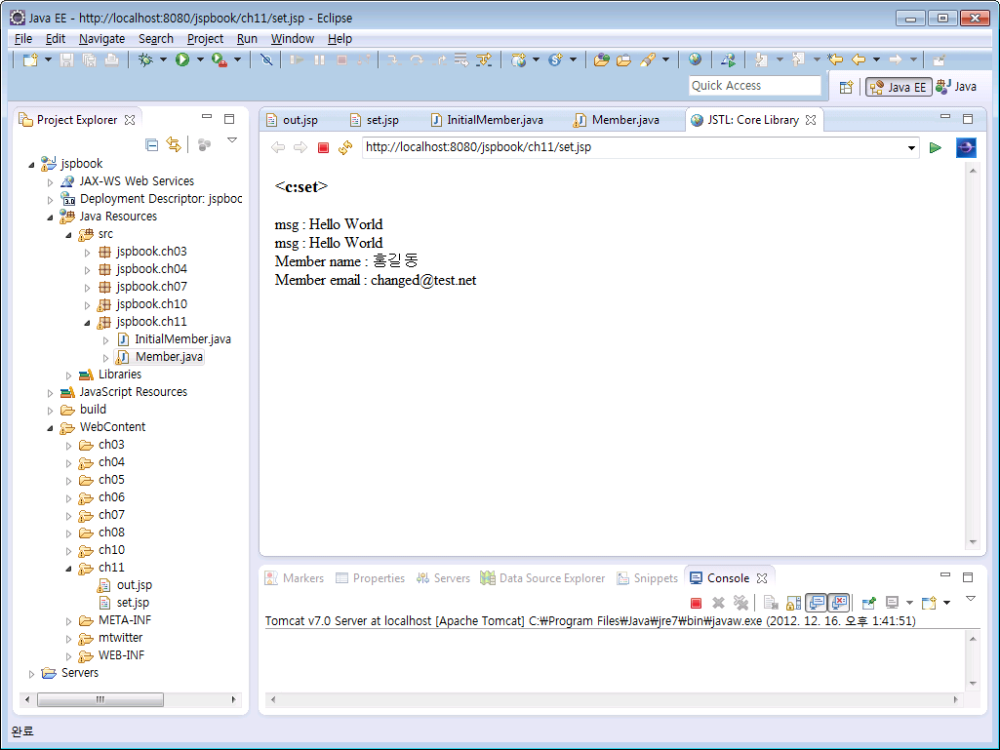 Java EE - http://localhost:8080/jspbook/ch11/set.jsp - Eclipse
File Edit Navigate Search Project Run Window Help
Quick Access
Java EE
Java
Project Explorer
jspbook
JAX-WS Web Services
3.0 Deployment Descriptor: jspboc
Java Resources
src
jspbook.ch03
jspbook.ch04
jspbook.ch07
jspbook.ch10
jspbook.ch11
InitialMember.java
Member.java
Libraries
JavaScript Resources
build
WebContent
ch03
ch04
ch05
ch06
ch07
ch08
ch10
ch11
out.jsp
set.jsp
META-INF
mtwitter
WEB-INF
Servers
out.jsp set.jsp InitialMember.java Member.java JSTL: Core Library
http://localhost:8080/jspbook/ch11/set.jsp
<c:set>
msg : Hello World
msg : Hello World
Member name : 홍길동
Member email : changed@test.net
Markers Properties Servers Data Source Explorer Snippets Console
Tomcat v7.0 Server at localhost [Apache Tomcat] C:₩Program Files₩Java₩jre7₩bin₩javaw.exe (2012. 12. 16. 오후 1:41:51)
완료